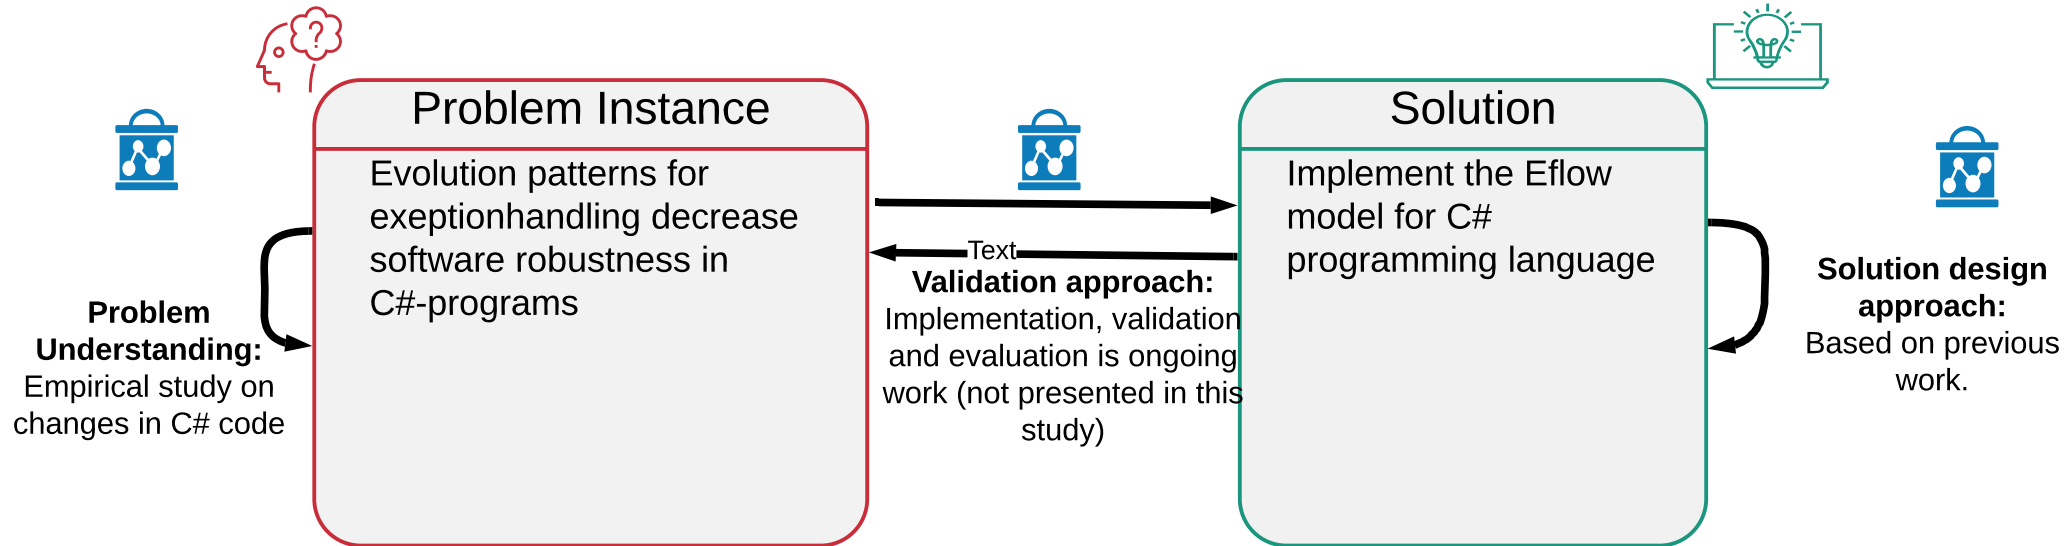 ?
Problem Instance
Evolution patterns for
exeptionhandling decrease
software robustness in
C#-programs
Problem
Understanding:
Empirical study on
changes in C# code
Text
Validation approach:
Implementation, validation
and evaluation is ongoing
work (not presented in this
study)
Solution
Implement the Eflow
model for C#
programming language
Solution design
approach:
Based on previous
work.